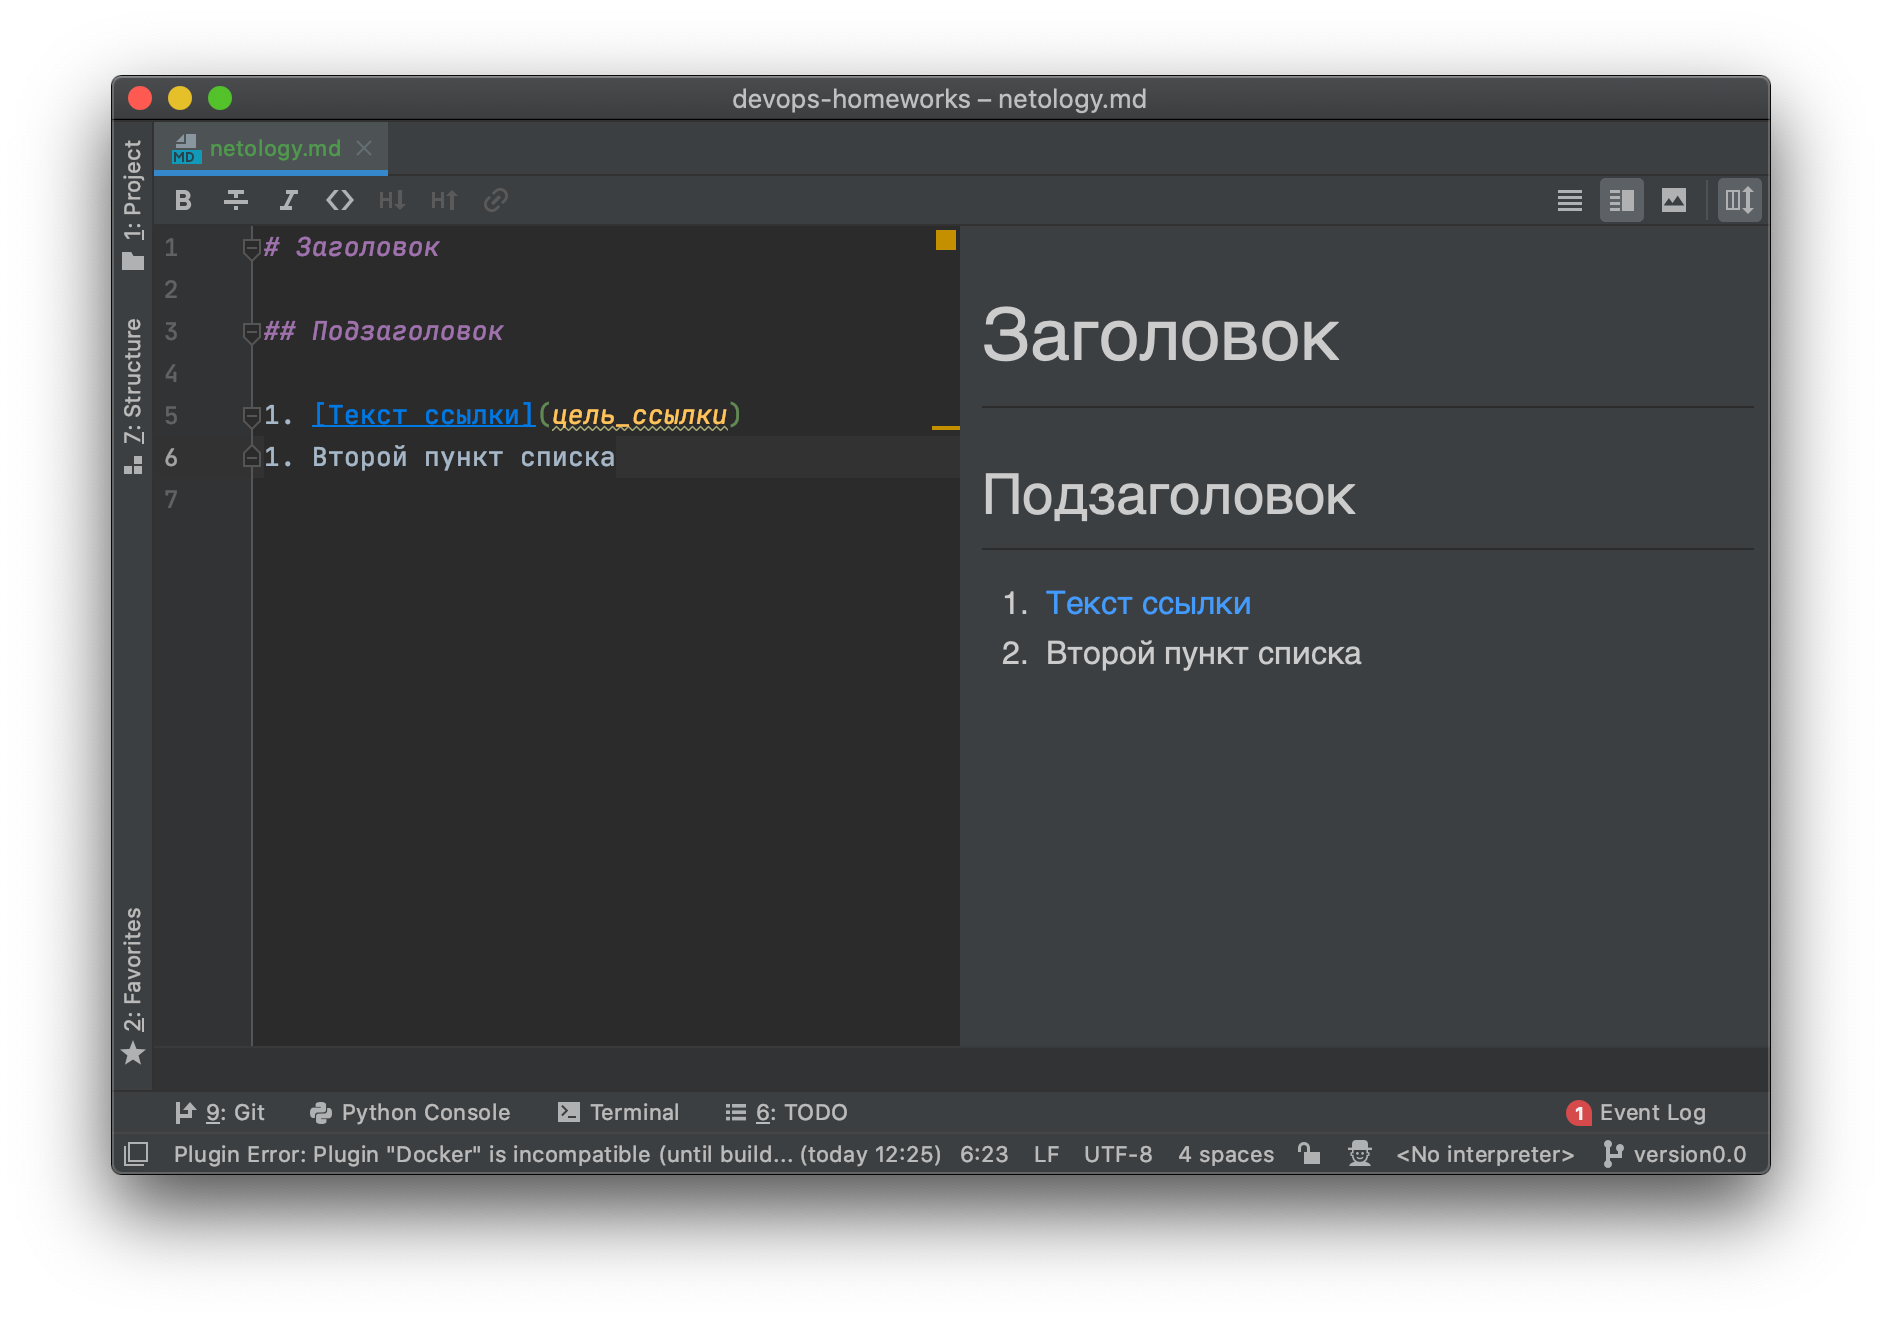 devops-homeworks – netology.md
1: Project
7: Structure
2: Favorites
MD netology.md
B I <> H↓ H↑
1 # Заголовок
2
3 ## Подзаголовок
4
5 1. [Текст ссылки](цель_ссылки)
6 1. Второй пункт списка
7
Заголовок
Подзаголовок
1. Текст ссылки
2. Второй пункт списка
9: Git Python Console Terminal 6: TODO 1 Event Log
Plugin Error: Plugin "Docker" is incompatible (until build... (today 12:25) 6:23 LF UTF-8 4 spaces <No interpreter> version0.0